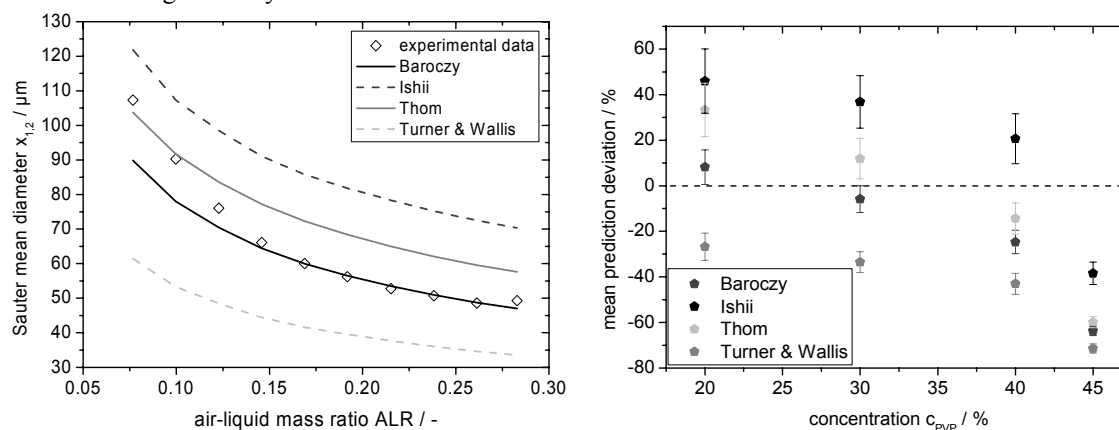 130
120
110
100
90
80
70
60
50
40
30
Sauter mean diameter x1,2 / µm
experimental data
Baroczy
Ishii
Thom
Turner & Wallis
0.05 0.10 0.15 0.20 0.25 0.30
air-liquid mass ratio ALR / -
80
60
40
20
0
-20
-40
-60
-80
mean prediction deviation / %
Baroczy
Ishii
Thom
Turner & Wallis
20 25 30 35 40 45
concentration cPVP / %